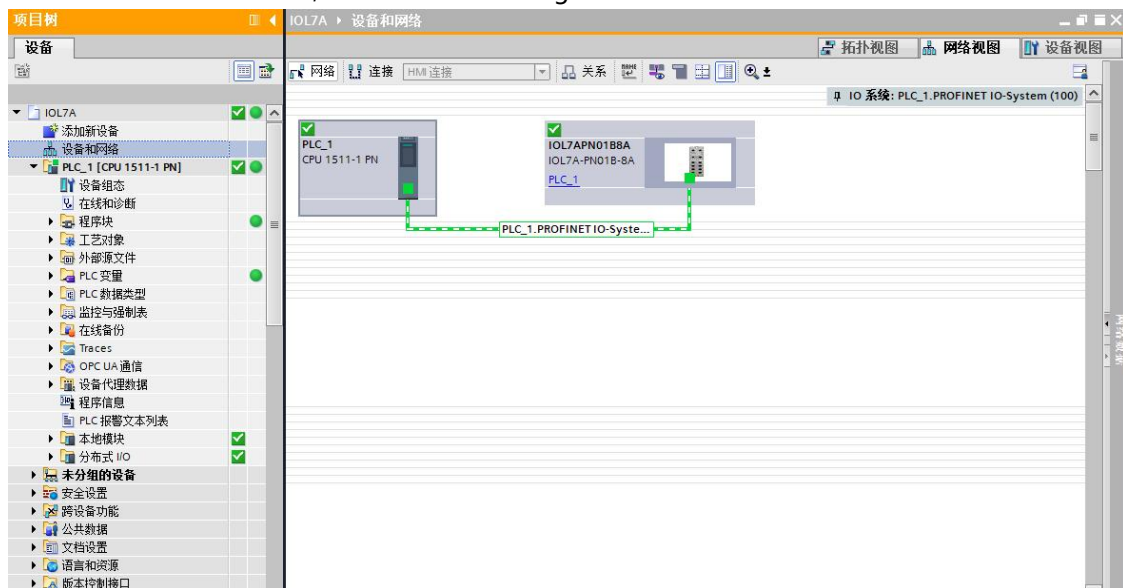 项目树
IOL7A ▸ 设备和网络
设备
拓扑视图
网络视图
设备视图
网络
连接
HMI 连接
关系
IO 系统: PLC_1.PROFINET IO-System (100)
IOL7A
添加新设备
设备和网络
PLC_1 [CPU 1511-1 PN]
设备组态
在线和诊断
程序块
工艺对象
外部源文件
PLC 变量
PLC 数据类型
监控与强制表
在线备份
Traces
OPC UA 通信
设备代理数据
程序信息
PLC 报警文本列表
本地模块
分布式 I/O
未分组的设备
安全设置
跨设备功能
公共数据
文档设置
语言和资源
版本控制接口
PLC_1
CPU 1511-1 PN
IOL7APN01B8A
IOL7A-PN01B-8A
PLC_1
PLC_1.PROFINET IO-Syste...